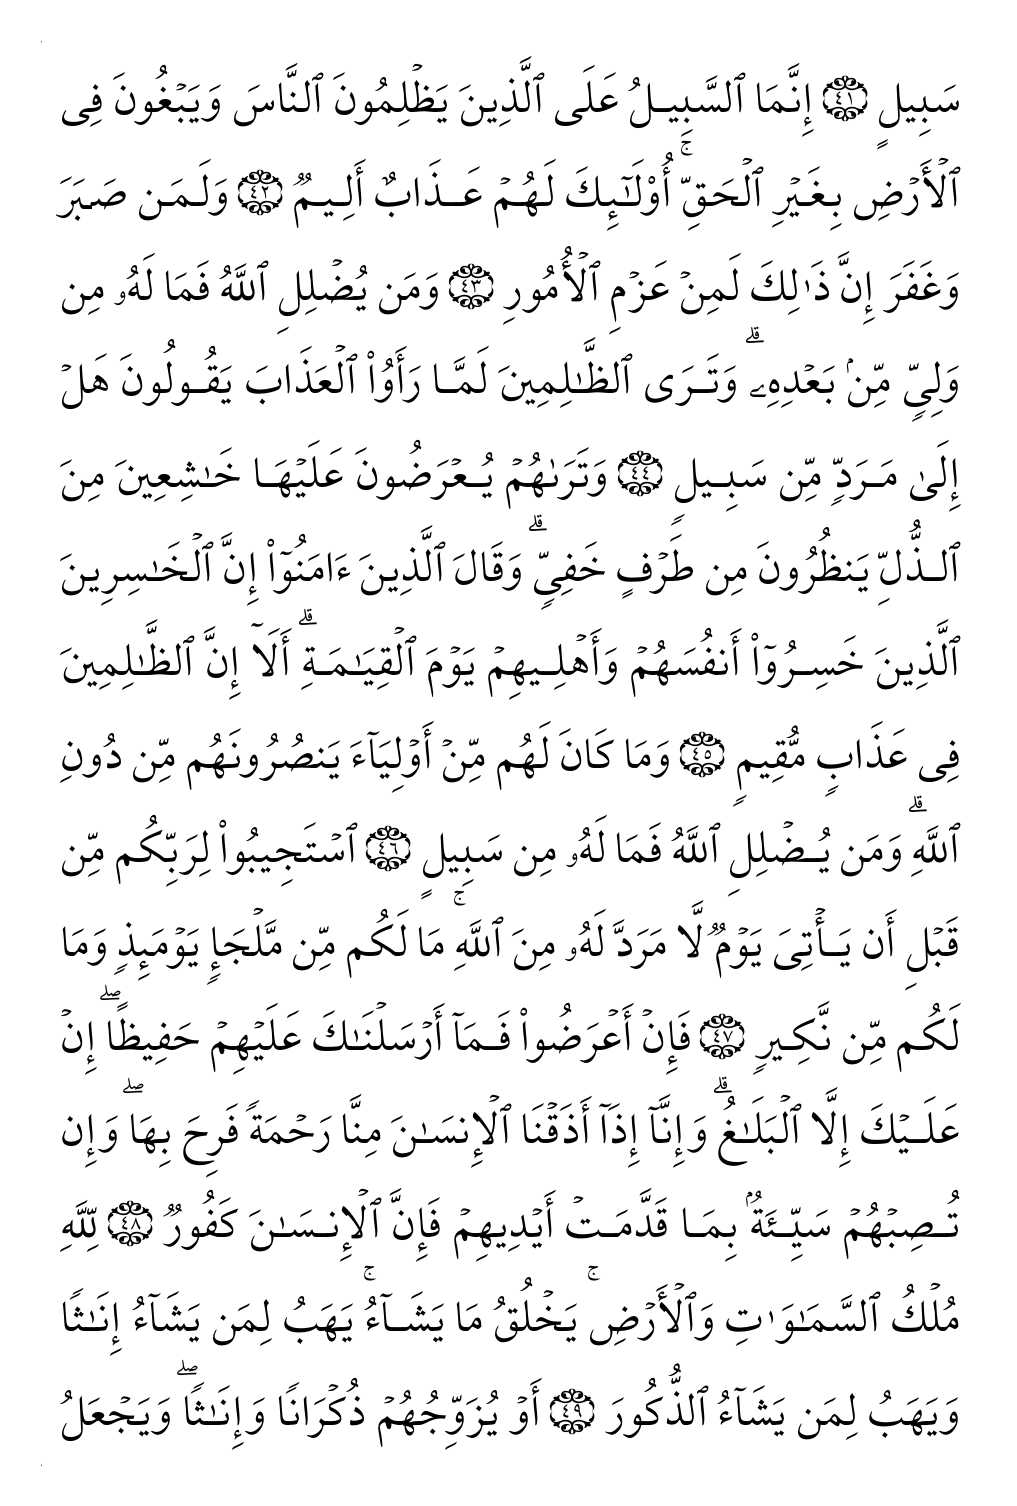 سَبِيلٍ ٤١ إِنَّمَا ٱلسَّبِيلُ عَلَى ٱلَّذِينَ يَظۡلِمُونَ ٱلنَّاسَ وَيَبۡغُونَ فِى
ٱلۡأَرۡضِ بِغَيۡرِ ٱلۡحَقِّۚ أُوْلَـٰٓئِكَ لَهُمۡ عَذَابٌ أَلِيمٞ ٤٢ وَلَمَن صَبَرَ
وَغَفَرَ إِنَّ ذَٰلِكَ لَمِنۡ عَزۡمِ ٱلۡأُمُورِ ٤٣ وَمَن يُضۡلِلِ ٱللَّهُ فَمَا لَهُۥ مِن
وَلِىّٖ مِّنۢ بَعۡدِهِۦۗ وَتَرَى ٱلظَّـٰلِمِينَ لَمَّا رَأَوُاْ ٱلۡعَذَابَ يَقُولُونَ هَلۡ
إِلَىٰ مَرَدّٖ مِّن سَبِيلٖ ٤٤ وَتَرَىٰهُمۡ يُعۡرَضُونَ عَلَيۡهَا خَـٰشِعِينَ مِنَ
ٱلذُّلِّ يَنظُرُونَ مِن طَرۡفٍ خَفِىّٖۗ وَقَالَ ٱلَّذِينَ ءَامَنُوٓاْ إِنَّ ٱلۡخَـٰسِرِينَ
ٱلَّذِينَ خَسِرُوٓاْ أَنفُسَهُمۡ وَأَهۡلِيهِمۡ يَوۡمَ ٱلۡقِيَـٰمَةِۗ أَلَآ إِنَّ ٱلظَّـٰلِمِينَ
فِى عَذَابٖ مُّقِيمٖ ٤٥ وَمَا كَانَ لَهُم مِّنۡ أَوۡلِيَآءَ يَنصُرُونَهُم مِّن دُونِ
ٱللَّهِۗ وَمَن يُضۡلِلِ ٱللَّهُ فَمَا لَهُۥ مِن سَبِيلٍ ٤٦ ٱسۡتَجِيبُواْ لِرَبِّكُم مِّن
قَبۡلِ أَن يَأۡتِىَ يَوۡمٞ لَّا مَرَدَّ لَهُۥ مِنَ ٱللَّهِۚ مَا لَكُم مِّن مَّلۡجَإٖ يَوۡمَئِذٖ وَمَا
لَكُم مِّن نَّكِيرٖ ٤٧ فَإِنۡ أَعۡرَضُواْ فَمَآ أَرۡسَلۡنَـٰكَ عَلَيۡهِمۡ حَفِيظًاۖ إِنۡ
عَلَيۡكَ إِلَّا ٱلۡبَلَـٰغُۗ وَإِنَّآ إِذَآ أَذَقۡنَا ٱلۡإِنسَـٰنَ مِنَّا رَحۡمَةٗ فَرِحَ بِهَاۖ وَإِن
تُصِبۡهُمۡ سَيِّئَةُۢ بِمَا قَدَّمَتۡ أَيۡدِيهِمۡ فَإِنَّ ٱلۡإِنسَـٰنَ كَفُورٞ ٤٨ لِّلَّهِ
مُلۡكُ ٱلسَّمَـٰوَٰتِ وَٱلۡأَرۡضِۚ يَخۡلُقُ مَا يَشَآءُۚ يَهَبُ لِمَن يَشَآءُ إِنَـٰثٗا
وَيَهَبُ لِمَن يَشَآءُ ٱلذُّكُورَ ٤٩ أَوۡ يُزَوِّجُهُمۡ ذُكۡرَانٗا وَإِنَـٰثٗاۖ وَيَجۡعَلُ